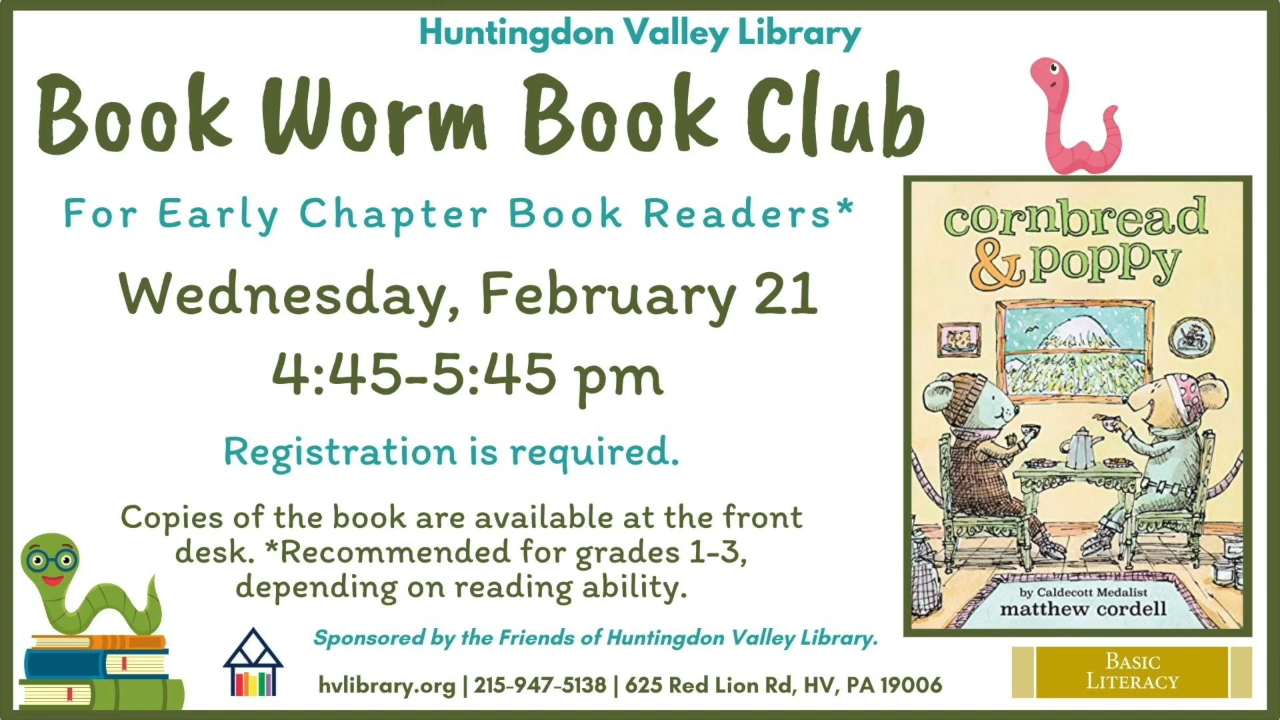 Huntingdon Valley Library
Book Worm Book Club
For Early Chapter Book Readers*
Wednesday, February 21
4:45-5:45 pm
Registration is required.
Copies of the book are available at the front
desk. *Recommended for grades 1-3,
depending on reading ability.
Sponsored by the Friends of Huntingdon Valley Library.
hvlibrary.org | 215-947-5138 | 625 Red Lion Rd, HV, PA 19006
cornbread
& poppy
by Caldecott Medalist
matthew cordell
BASIC
LITERACY